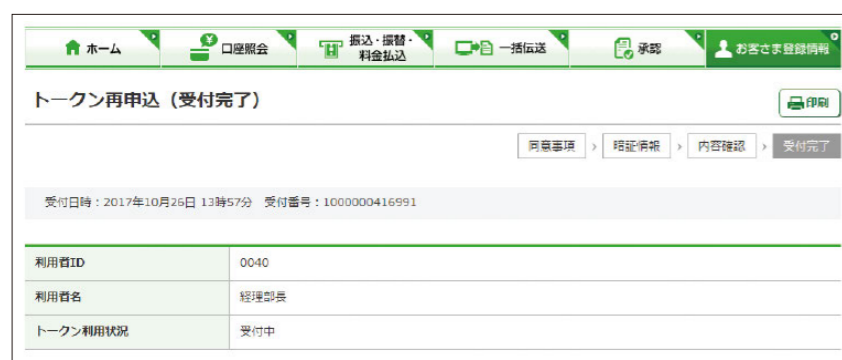 ホーム
口座照会
振込・振替・
料金払込
一括伝送
承認
お客さま登録情報
トークン再申込（受付完了）
印刷
同意事項 › 暗証情報 › 内容確認 › 受付完了
受付日時：2017年10月26日 13時57分 受付番号：1000000416991
利用者ID 0040
利用者名 経理部長
トークン利用状況 受付中